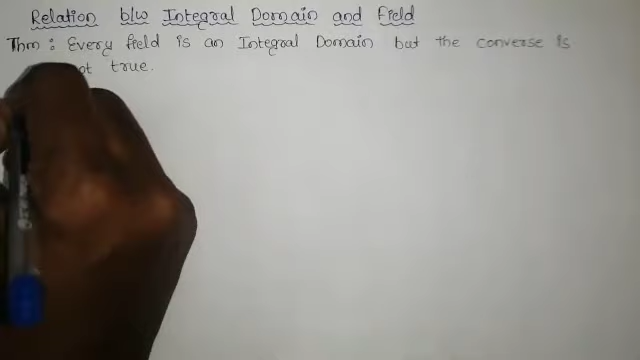 Relation b/w Integral Domain and Field
Thm : Every field is an Integral Domain but the converse is
true.